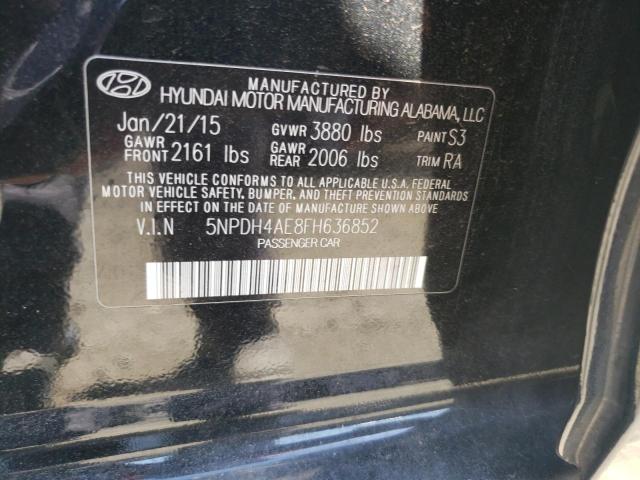 MANUFACTURED BY
HYUNDAI MOTOR MANUFACTURING ALABAMA, LLC
Jan/21/15 GVWR 3880 lbs PAINT S3
GAWR FRONT 2161 lbs GAWR REAR 2006 lbs TRIM RA
THIS VEHICLE CONFORMS TO ALL APPLICABLE U.S.A. FEDERAL
MOTOR VEHICLE SAFETY, BUMPER, AND THEFT PREVENTION STANDARDS
IN EFFECT ON THE DATE OF MANUFACTURE SHOWN ABOVE.
V.I.N 5NPDH4AE8FH636852
PASSENGER CAR